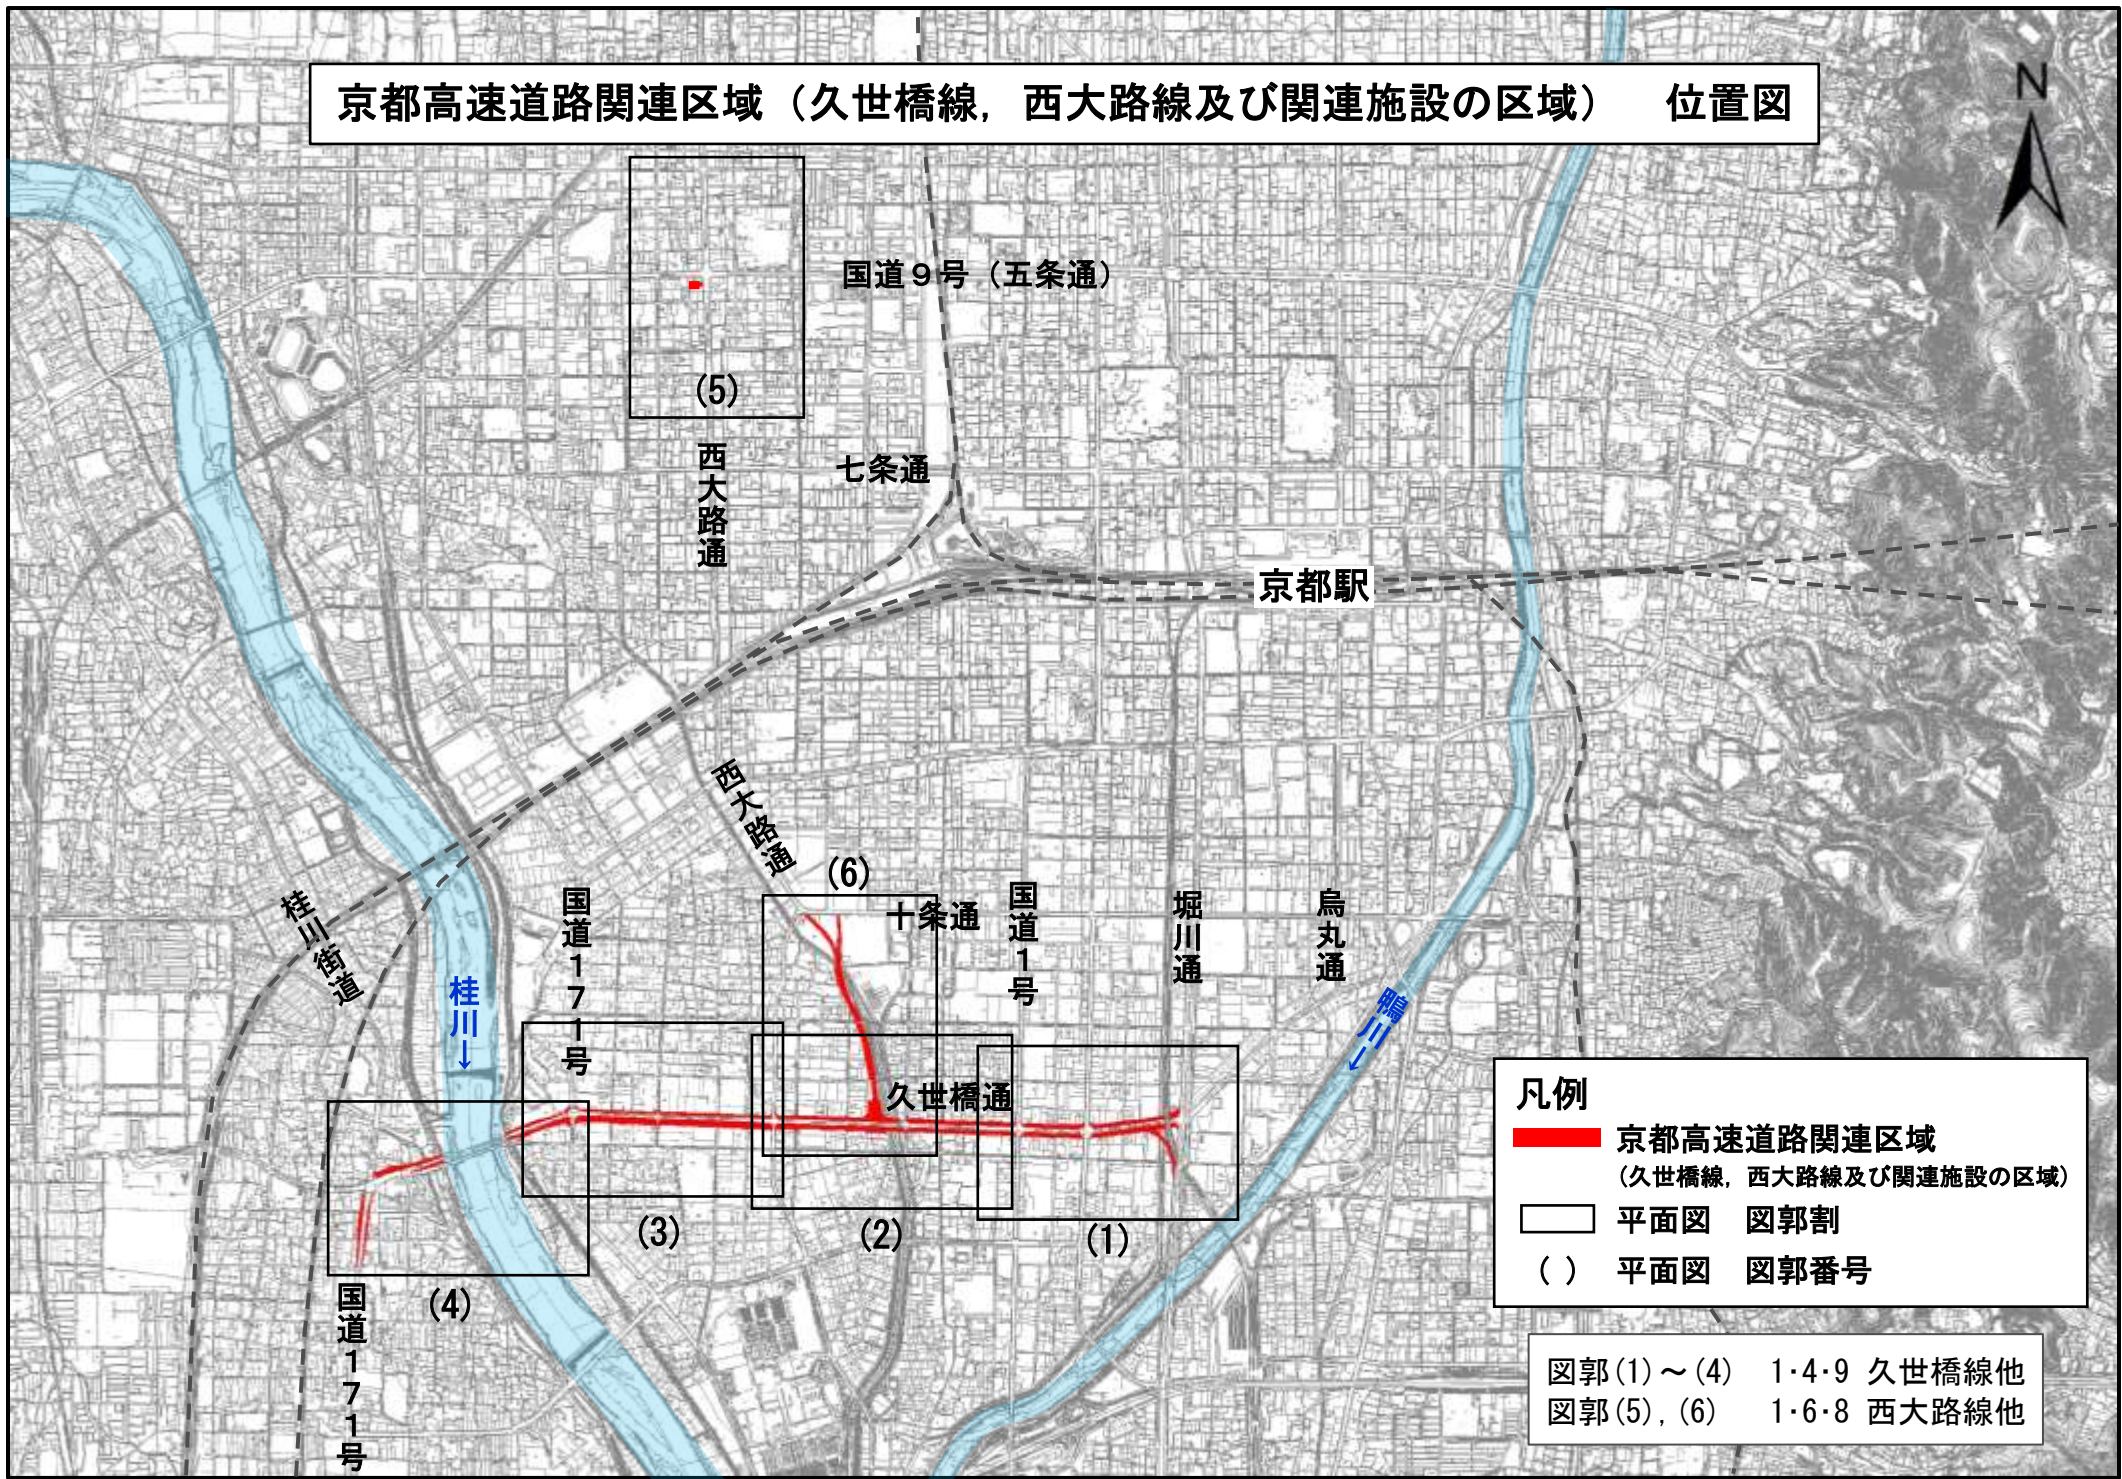 京都高速道路関連区域（久世橋線，西大路線及び関連施設の区域）　位置図
N
国道９号（五条通）
(5)
西大路通
七条通
京都駅
西大路通
(6)
十条通
国道１号
堀川通
烏丸通
国道１７１号
桂川街道
桂川↓
鴨川↓
久世橋通
(3)
(2)
(1)
(4)
国道１７１号
凡例
京都高速道路関連区域
（久世橋線，西大路線及び関連施設の区域）
平面図　図郭割
( )　平面図　図郭番号
図郭(1)～(4)　1･4･9 久世橋線他
図郭(5),(6)　1･6･8 西大路線他